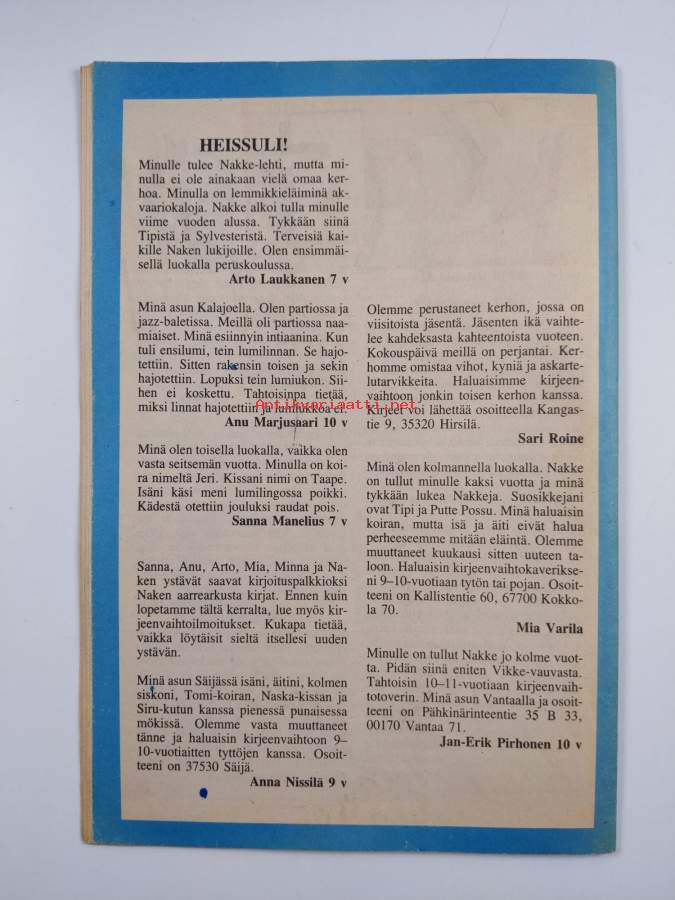 HEISSULI!
Minulle tulee Nakke-lehti, mutta mi-
nulla ei ole ainakaan vielä omaa ker-
hoa. Minulla on lemmikkieläiminä ak-
vaariokaloja. Nakke alkoi tulla minulle
viime vuoden alussa. Tykkään siinä
Tipistä ja Sylvesteristä. Terveisiä kai-
kille Naken lukijoille. Olen ensimmäi-
sellä luokalla peruskoulussa.
Arto Laukkanen 7 v
Minä asun Kalajoella. Olen partiossa ja
jazz-baletissa. Meillä oli partiossa naa-
miaiset. Minä esiinnyin intiaanina. Kun
tuli ensilumi, tein lumilinnan. Se hajo-
tettiin. Sitten rakensin toisen ja sekin
hajotettiin. Lopuksi tein lumiukon. Sii-
hen ei koskettu. Tahtoisinpa tietää,
miksi linnat hajotettiin ja lumiukkoa ei.
Anu Marjusaari 10 v
Minä olen toisella luokalla, vaikka olen
vasta seitsemän vuotta. Minulla on koi-
ra nimeltä Jeri. Kissani nimi on Taape.
Isäni käsi meni lumilingossa poikki.
Kädestä otettiin jouluksi raudat pois.
Sanna Manelius 7 v
Sanna, Anu, Arto, Mia, Minna ja Na-
ken ystävät saavat kirjoituspalkkioksi
Naken aarrearkusta kirjat. Ennen kuin
lopetamme tältä kerralta, lue myös kir-
jeenvaihtoilmoitukset. Kukapa tietää,
vaikka löytäisit sieltä itsellesi uuden
ystävän.
Minä asun Säijässä isäni, äitini, kolmen
siskoni, Tomi-koiran, Naska-kissan ja
Siru-kutun kanssa pienessä punaisessa
mökissä. Olemme vasta muuttaneet
tänne ja haluaisin kirjeenvaihtoon 9–
10-vuotiaitten tyttöjen kanssa. Osoit-
teeni on 37530 Säijä.
Anna Nissilä 9 v
Olemme perustaneet kerhon, jossa on
viisitoista jäsentä. Jäsenten ikä vaihte-
lee kahdeksasta kahteentoista vuoteen.
Kokouspäivä meillä on perjantai. Ker-
homme omistaa vihot, kyniä ja askarte-
lutarvikkeita. Haluaisimme kirjeen-
vaihtoon jonkin toisen kerhon kanssa.
Kirjeet voi lähettää osoitteella Kangas-
tie 9, 35320 Hirsilä.
Sari Roine
Minä olen kolmannella luokalla. Nakke
on tullut minulle kaksi vuotta ja minä
tykkään lukea Nakkeja. Suosikkejani
ovat Tipi ja Putte Possu. Minä haluaisin
koiran, mutta isä ja äiti eivät halua
perheeseemme mitään eläintä. Olemme
muuttaneet kuukausi sitten uuteen ta-
loon. Haluaisin kirjeenvaihtokaverikse-
ni 9–10-vuotiaan tytön tai pojan. Osoit-
teeni on Kallistentie 60, 67700 Kokko-
la 70.
Mia Varila
Minulle on tullut Nakke jo kolme vuot-
ta. Pidän siinä eniten Vikke-vauvasta.
Tahtoisin 10–11-vuotiaan kirjeenvaih-
totoverin. Minä asun Vantaalla ja osoit-
teeni on Pähkinärinteentie 35 B 33,
00170 Vantaa 71.
Jan-Erik Pirhonen 10 v
Antikvariaatti.net